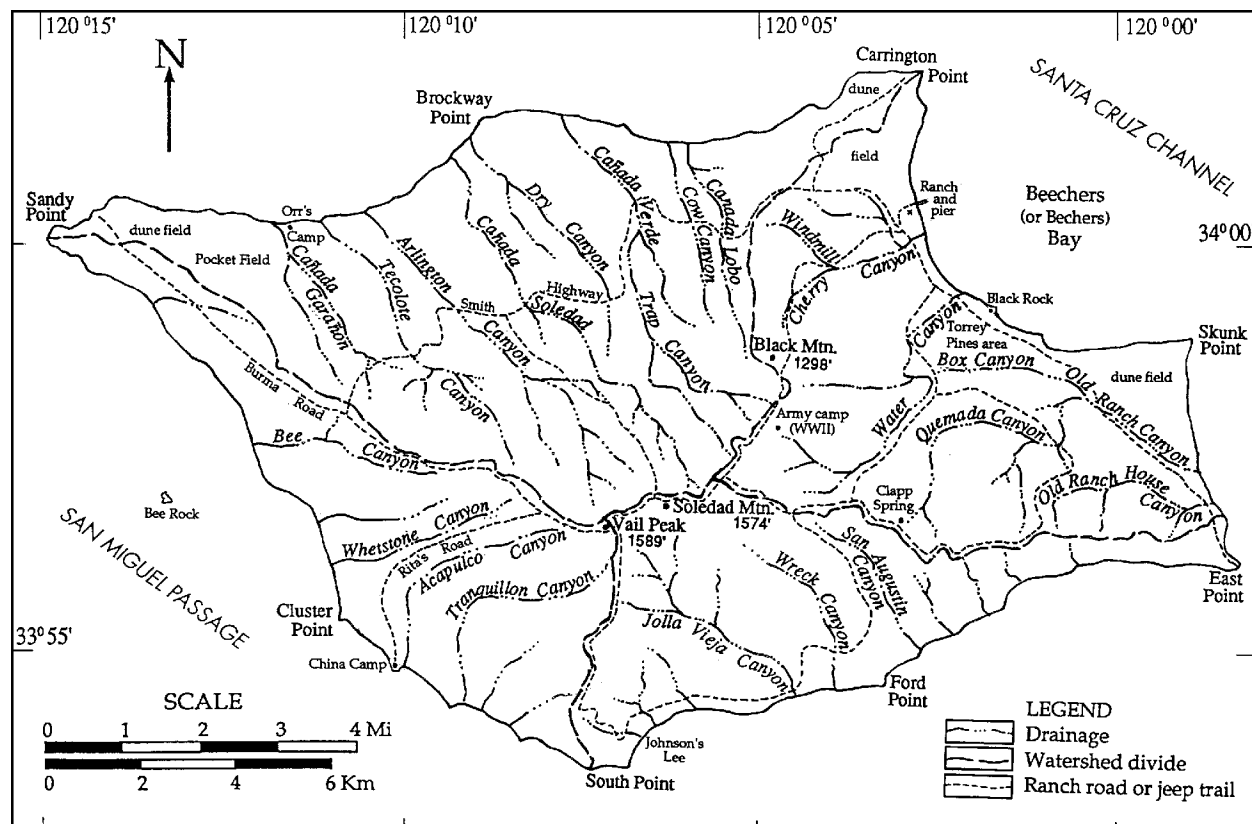 120°15'
120°10'
120°05'
120°00'
N
Carrington
Point
SANTA CRUZ CHANNEL
dune
field
Brockway
Point
Ranch
and
pier
Beechers
(or Bechers)
Bay
34°00
Sandy
Point
dune field
Pocket Field
Orr's
Camp
Cañada
Garañon
Tecolote
Arlington
Canyon
Cañada
Soledad
Canyon
Dry
Canyon
Cañada Verde
Trap
Canyon
Cow Canyon
Canada Lobo
Windmill
Canyon
Cherry
Smith
Highway
Black Rock
Skunk
Point
Torrey
Pines area
Box Canyon
dune field
Old Ranch Canyon
Black Mtn.
1298'
Army camp
(WWII)
Water
Canyon
Quemada Canyon
Clapp
Spring
Old Ranch House
Canyon
East
Point
Burma Road
Bee
Canyon
Bee Rock
SAN MIGUEL PASSAGE
Soledad Mtn.
1574'
Vail Peak
1589'
Whetstone Canyon
Rita's Road
Acapulco Canyon
Tranquillon Canyon
San Augustin
Canyon
Wreck Canyon
Jolla Vieja Canyon
Cluster
Point
China Camp
33°55'
Ford
Point
Johnson's
Lee
South Point
SCALE
0 1 2 3 4 Mi
0 2 4 6 Km
LEGEND
Drainage
Watershed divide
Ranch road or jeep trail